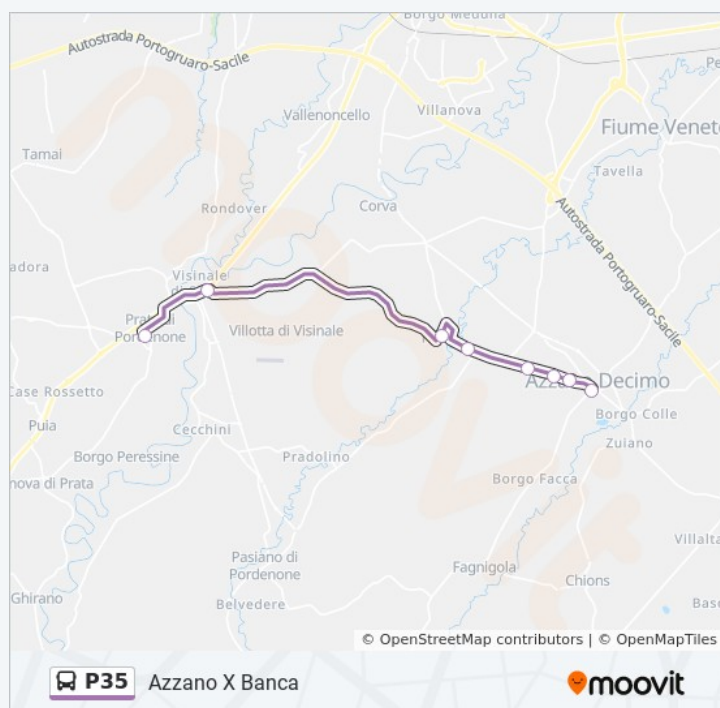 Borgo Meduna
Autostrada Portogruaro-Sacile
Vallenoncello
Villanova
Fiume Veneto
Tamai
Tavella
Rondover
Corva
Autostrada Portogruaro-Sacile
adora
Visinale
Prata di
Pordenone
Villotta di Visinale
Azzano Decimo
Case Rossetto
Borgo Colle
Puia
Cecchini
Zuiano
Borgo Peressine
Pradolino
nova di Prata
Borgo Facca
Villalta
Pasiano di
Pordenone
Fagnigola
Chions
Ghirano
Belvedere
Basc
moovit
© OpenStreetMap contributors | © OpenMapTiles
P35 Azzano X Banca
moovit